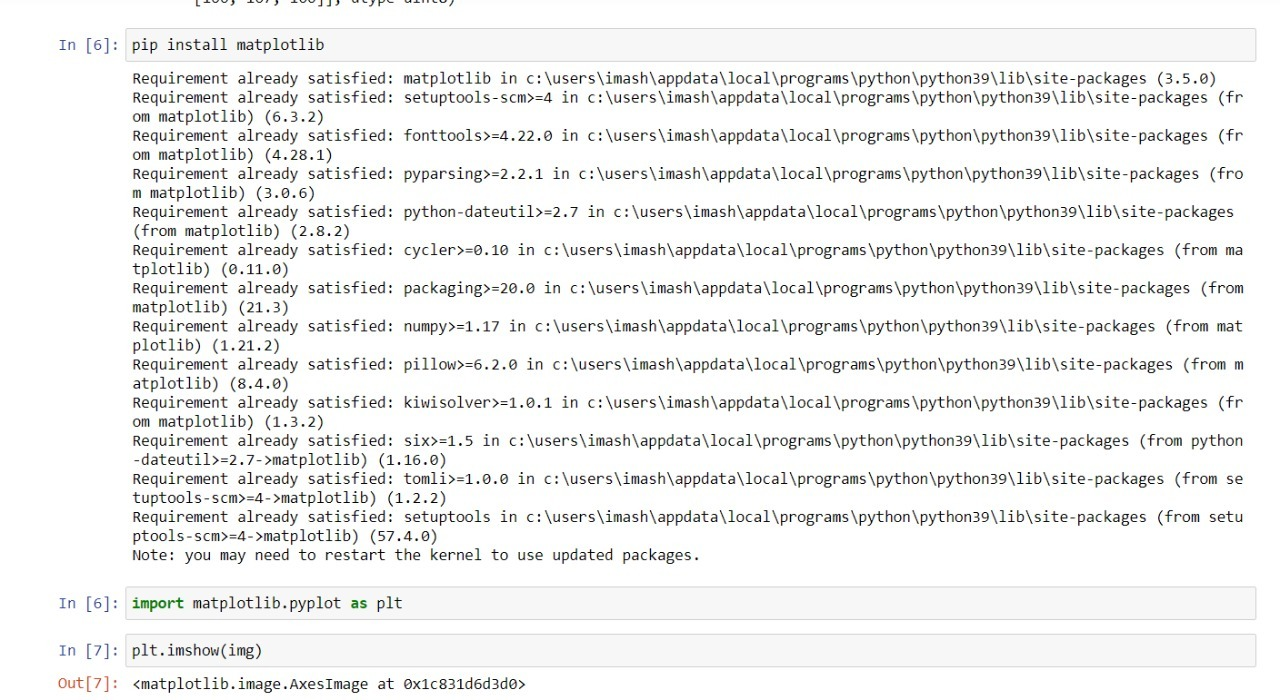 In [6]: pip install matplotlib
Requirement already satisfied: matplotlib in c:\users\imash\appdata\local\programs\python\python39\lib\site-packages (3.5.0)
Requirement already satisfied: setuptools-scm>=4 in c:\users\imash\appdata\local\programs\python\python39\lib\site-packages (fr
om matplotlib) (6.3.2)
Requirement already satisfied: fonttools>=4.22.0 in c:\users\imash\appdata\local\programs\python\python39\lib\site-packages (fr
om matplotlib) (4.28.1)
Requirement already satisfied: pyparsing>=2.2.1 in c:\users\imash\appdata\local\programs\python\python39\lib\site-packages (fro
m matplotlib) (3.0.6)
Requirement already satisfied: python-dateutil>=2.7 in c:\users\imash\appdata\local\programs\python\python39\lib\site-packages
(from matplotlib) (2.8.2)
Requirement already satisfied: cycler>=0.10 in c:\users\imash\appdata\local\programs\python\python39\lib\site-packages (from ma
tplotlib) (0.11.0)
Requirement already satisfied: packaging>=20.0 in c:\users\imash\appdata\local\programs\python\python39\lib\site-packages (from
matplotlib) (21.3)
Requirement already satisfied: numpy>=1.17 in c:\users\imash\appdata\local\programs\python\python39\lib\site-packages (from mat
plotlib) (1.21.2)
Requirement already satisfied: pillow>=6.2.0 in c:\users\imash\appdata\local\programs\python\python39\lib\site-packages (from m
atplotlib) (8.4.0)
Requirement already satisfied: kiwisolver>=1.0.1 in c:\users\imash\appdata\local\programs\python\python39\lib\site-packages (fr
om matplotlib) (1.3.2)
Requirement already satisfied: six>=1.5 in c:\users\imash\appdata\local\programs\python\python39\lib\site-packages (from python
-dateutil>=2.7->matplotlib) (1.16.0)
Requirement already satisfied: tomli>=1.0.0 in c:\users\imash\appdata\local\programs\python\python39\lib\site-packages (from se
tuptools-scm>=4->matplotlib) (1.2.2)
Requirement already satisfied: setuptools in c:\users\imash\appdata\local\programs\python\python39\lib\site-packages (from setu
ptools-scm>=4->matplotlib) (57.4.0)
Note: you may need to restart the kernel to use updated packages.
In [6]: import matplotlib.pyplot as plt
In [7]: plt.imshow(img)
Out[7]: <matplotlib.image.AxesImage at 0x1c831d6d3d0>